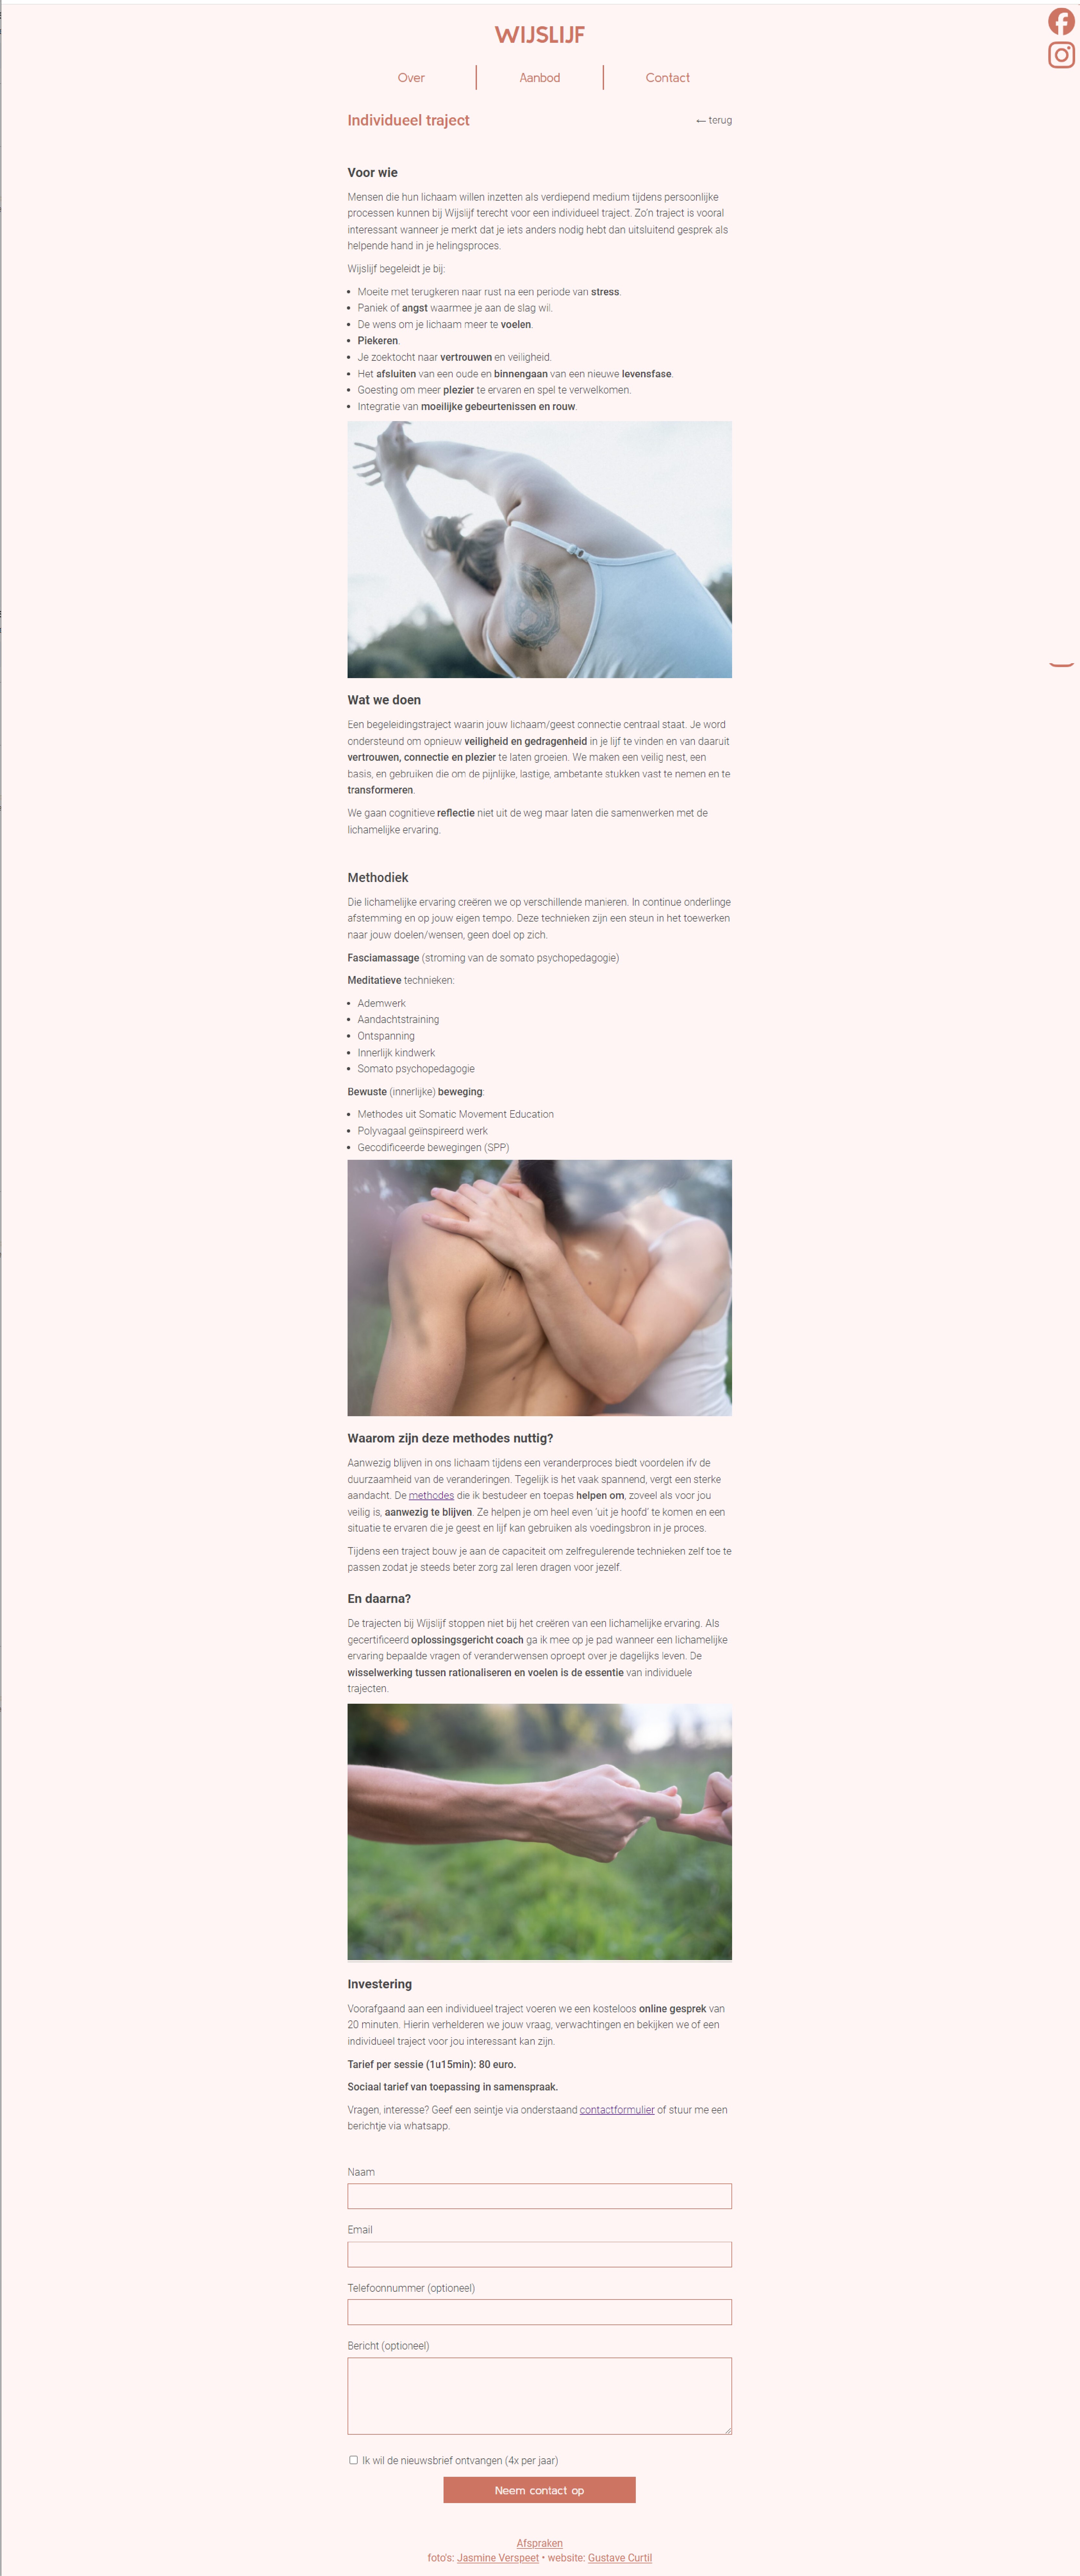 WIJSLIJF
Over
Aanbod
Contact
Individueel traject
← terug
Voor wie
Mensen die hun lichaam willen inzetten als verdiepend medium tijdens persoonlijke
processen kunnen bij Wijslijf terecht voor een individueel traject. Zo'n traject is vooral
interessant wanneer je merkt dat je iets anders nodig hebt dan uitsluitend gesprek als
helpende hand in je helingsproces.
Wijslijf begeleidt je bij:
• Moeite met terugkeren naar rust na een periode van stress.
• Paniek of angst waarmee je aan de slag wil.
• De wens om je lichaam meer te voelen.
• Piekeren.
• Je zoektocht naar vertrouwen en veiligheid.
• Het afsluiten van een oude en binnengaan van een nieuwe levensfase.
• Goesting om meer plezier te ervaren en spel te verwelkomen.
• Integratie van moeilijke gebeurtenissen en rouw.
Wat we doen
Een begeleidingstraject waarin jouw lichaam/geest connectie centraal staat. Je word
ondersteund om opnieuw veiligheid en gedragenheid in je lijf te vinden en van daaruit
vertrouwen, connectie en plezier te laten groeien. We maken een veilig nest, een
basis, en gebruiken die om de pijnlijke, lastige, ambetante stukken vast te nemen en te
transformeren.
We gaan cognitieve reflectie niet uit de weg maar laten die samenwerken met de
lichamelijke ervaring.
Methodiek
Die lichamelijke ervaring creëren we op verschillende manieren. In continue onderlinge
afstemming en op jouw eigen tempo. Deze technieken zijn een steun in het toewerken
naar jouw doelen/wensen, geen doel op zich.
Fasciamassage (stroming van de somato psychopedagogie)
Meditatieve technieken:
• Ademwerk
• Aandachtstraining
• Ontspanning
• Innerlijk kindwerk
• Somato psychopedagogie
Bewuste (innerlijke) beweging:
• Methodes uit Somatic Movement Education
• Polyvagaal geïnspireerd werk
• Gecodificeerde bewegingen (SPP)
Waarom zijn deze methodes nuttig?
Aanwezig blijven in ons lichaam tijdens een veranderproces biedt voordelen ifv de
duurzaamheid van de veranderingen. Tegelijk is het vaak spannend, vergt een sterke
aandacht. De methodes die ik bestudeer en toepas helpen om, zoveel als voor jou
veilig is, aanwezig te blijven. Ze helpen je om heel even 'uit je hoofd' te komen en een
situatie te ervaren die je geest en lijf kan gebruiken als voedingsbron in je proces.
Tijdens een traject bouw je aan de capaciteit om zelfregulerende technieken zelf toe te
passen zodat je steeds beter zorg zal leren dragen voor jezelf.
En daarna?
De trajecten bij Wijslijf stoppen niet bij het creëren van een lichamelijke ervaring. Als
gecertificeerd oplossingsgericht coach ga ik mee op je pad wanneer een lichamelijke
ervaring bepaalde vragen of veranderwensen oproept over je dagelijks leven. De
wisselwerking tussen rationaliseren en voelen is de essentie van individuele
trajecten.
Investering
Voorafgaand aan een individueel traject voeren we een kosteloos online gesprek van
20 minuten. Hierin verhelderen we jouw vraag, verwachtingen en bekijken we of een
individueel traject voor jou interessant kan zijn.
Tarief per sessie (1u15min): 80 euro.
Sociaal tarief van toepassing in samenspraak.
Vragen, interesse? Geef een seintje via onderstaand contactformulier of stuur me een
berichtje via whatsapp.
Naam
Email
Telefoonnummer (optioneel)
Bericht (optioneel)
Ik wil de nieuwsbrief ontvangen (4x per jaar)
Neem contact op
Afspraken
foto's: Jasmine Verspeet • website: Gustave Curtil